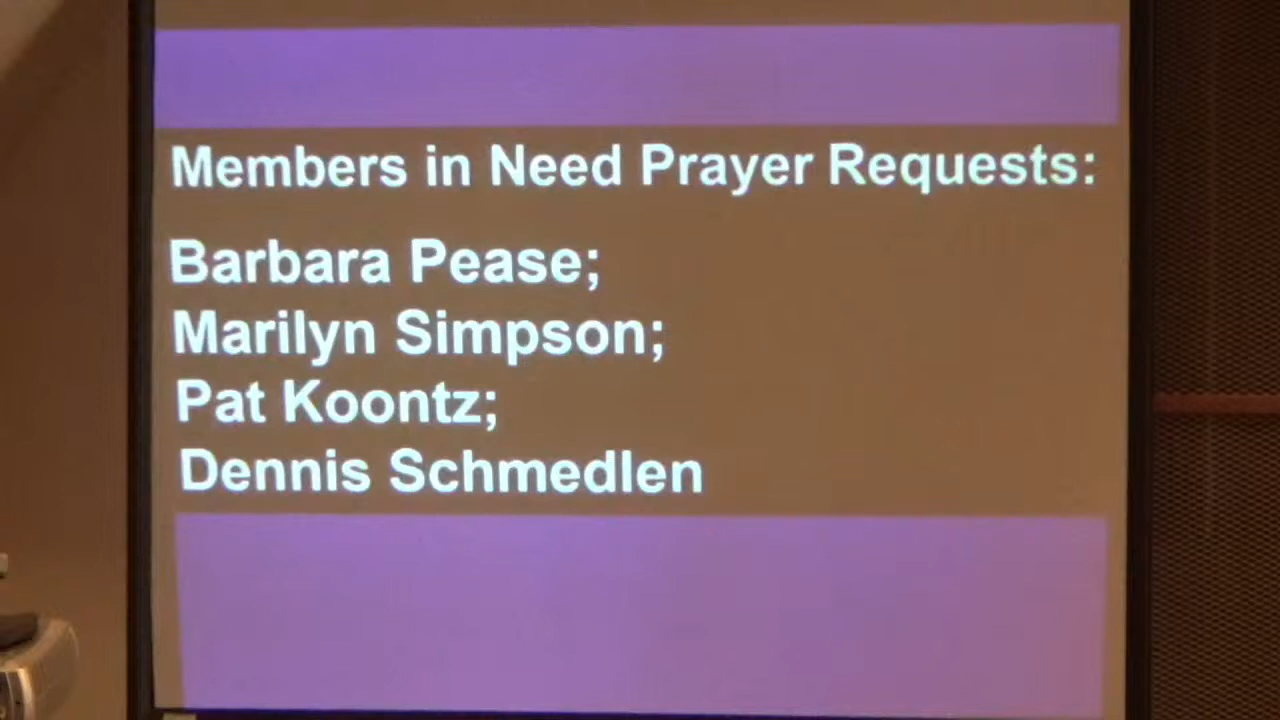 Members in Need Prayer Requests:
Barbara Pease;
Marilyn Simpson;
Pat Koontz;
Dennis Schmedlen